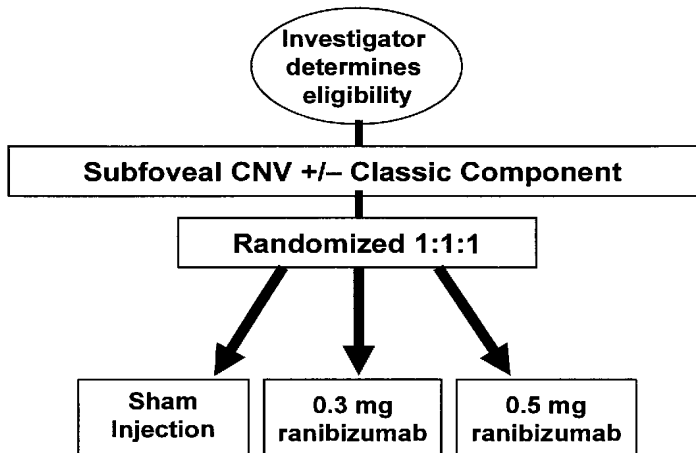 Investigator
determines
eligibility
Subfoveal CNV +/– Classic Component
Randomized 1:1:1
Sham
Injection
0.3 mg
ranibizumab
0.5 mg
ranibizumab